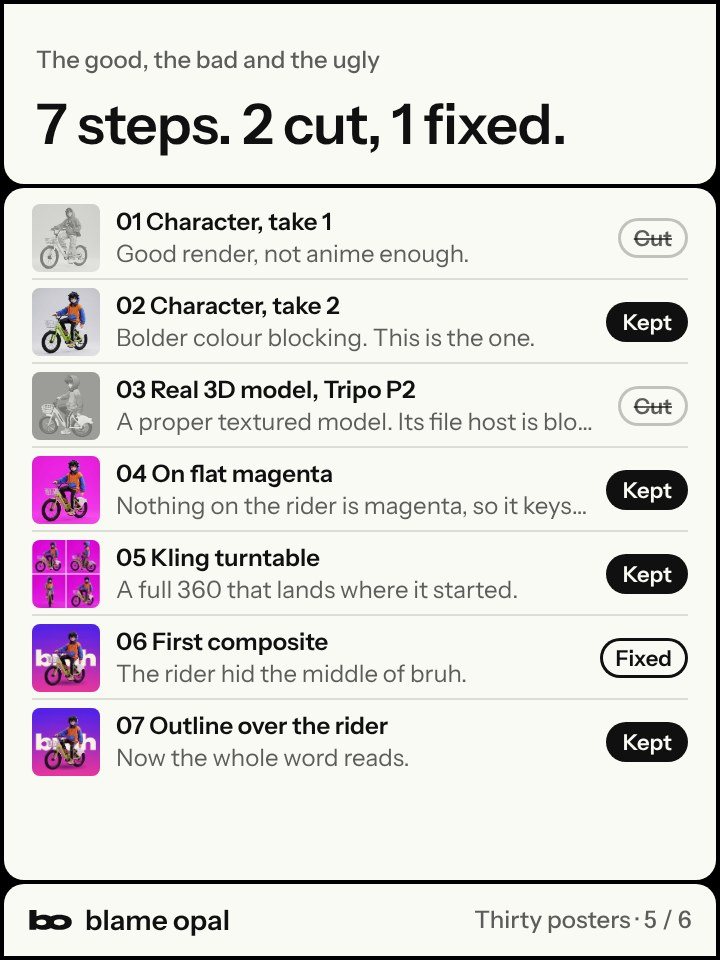 The good, the bad and the ugly
7 steps. 2 cut, 1 fixed.
01 Character, take 1
Good render, not anime enough.
Cut
02 Character, take 2
Bolder colour blocking. This is the one.
Kept
03 Real 3D model, Tripo P2
A proper textured model. Its file host is blo...
Cut
04 On flat magenta
Nothing on the rider is magenta, so it keys...
Kept
05 Kling turntable
A full 360 that lands where it started.
Kept
06 First composite
The rider hid the middle of bruh.
Fixed
07 Outline over the rider
Now the whole word reads.
Kept
bo blame opal
Thirty posters · 5 / 6